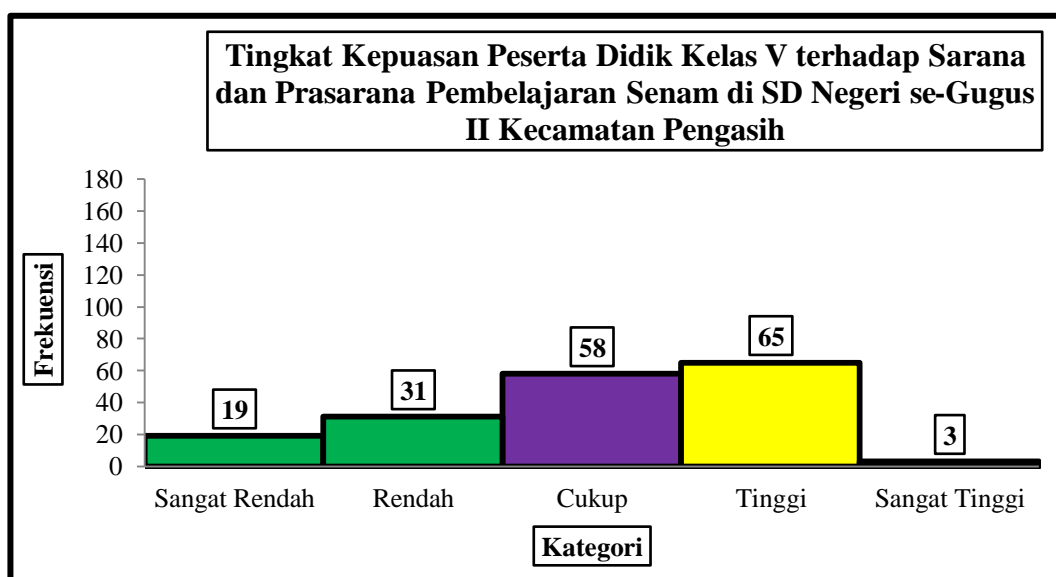 Tingkat Kepuasan Peserta Didik Kelas V terhadap Sarana
dan Prasarana Pembelajaran Senam di SD Negeri se-Gugus
II Kecamatan Pengasih
180
160
140
120
100
80
60
40
20
0
Frekuensi
19
31
58
65
3
Sangat Rendah
Rendah
Cukup
Tinggi
Sangat Tinggi
Kategori